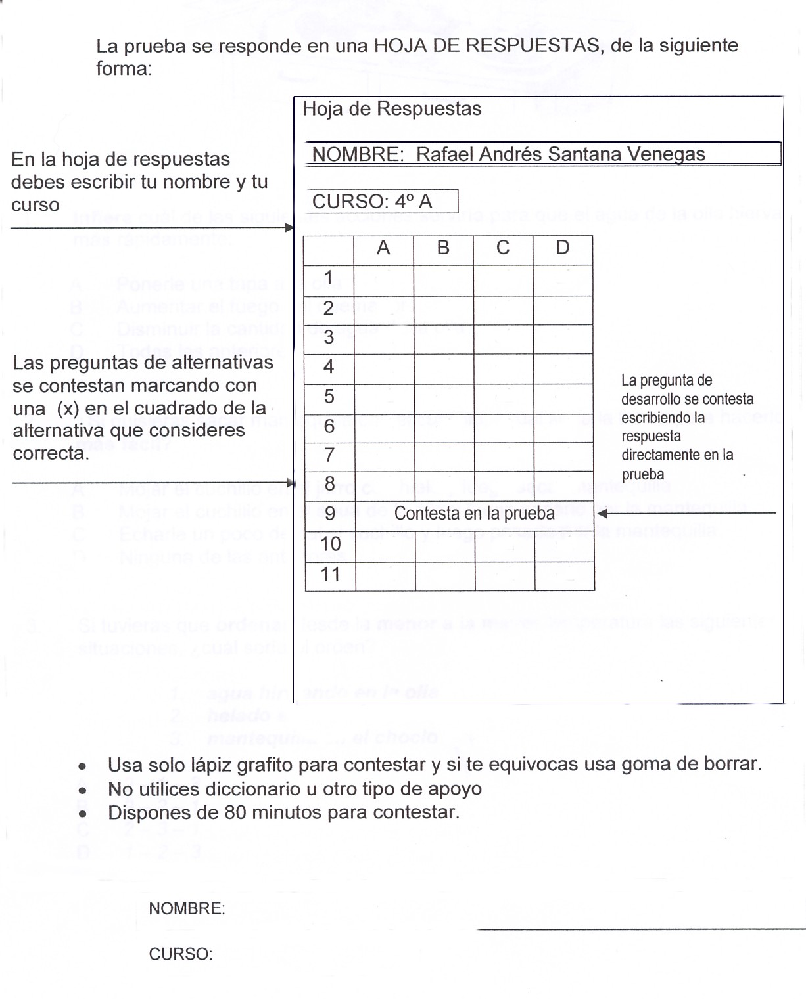 La prueba se responde en una HOJA DE RESPUESTAS, de la siguiente
forma:
Hoja de Respuestas
NOMBRE: Rafael Andrés Santana Venegas
En la hoja de respuestas
debes escribir tu nombre y tu
curso
CURSO: 4º A
A B C D
1
2
3
4
5
6
7
8
9 Contesta en la prueba
10
11
Las preguntas de alternativas
se contestan marcando con
una (x) en el cuadrado de la
alternativa que consideres
correcta.
La pregunta de
desarrollo se contesta
escribiendo la
respuesta
directamente en la
prueba
• Usa solo lápiz grafito para contestar y si te equivocas usa goma de borrar.
• No utilices diccionario u otro tipo de apoyo
• Dispones de 80 minutos para contestar.
NOMBRE:
CURSO: